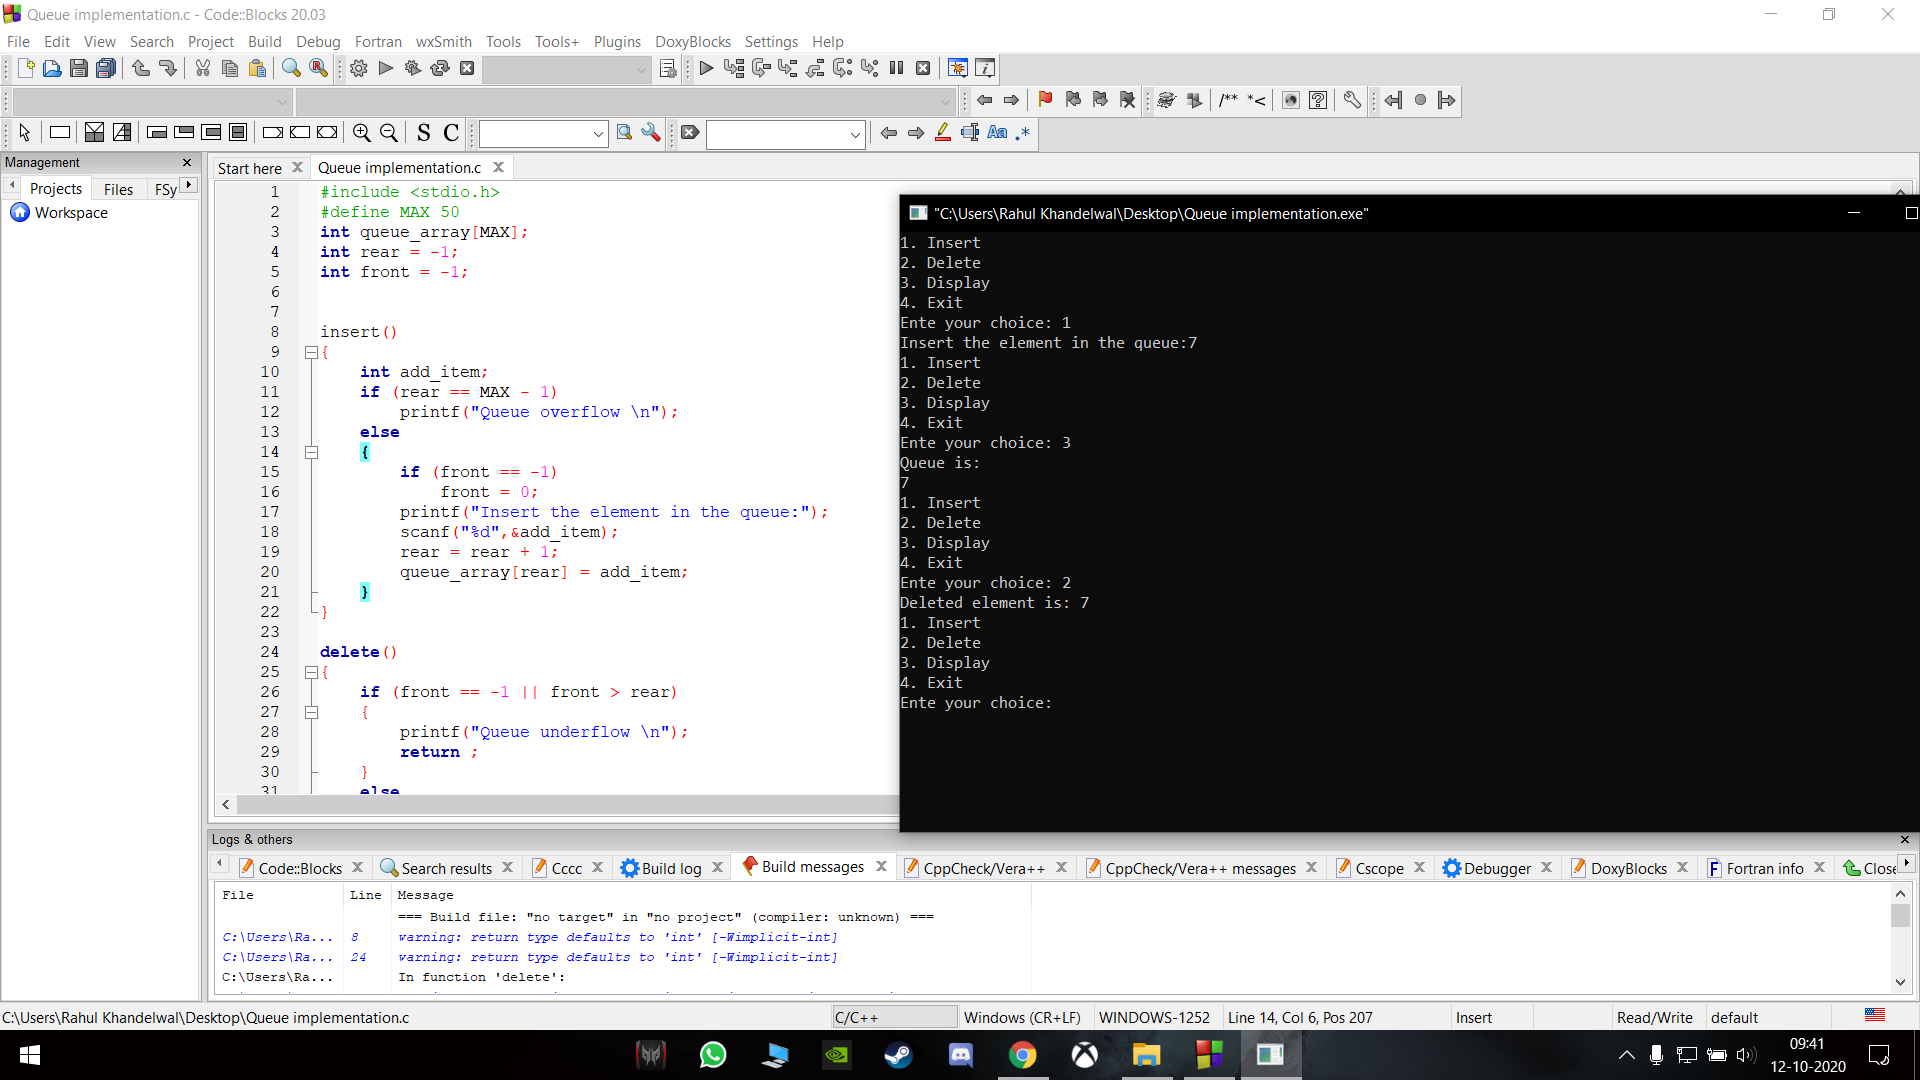 Queue implementation.c - Code::Blocks 20.03
File Edit View Search Project Build Debug Fortran wxSmith Tools Tools+ Plugins DoxyBlocks Settings Help
/** *<
S C
Aa .*
Management
Projects Files FSy
Workspace
Start here Queue implementation.c
1 #include <stdio.h>
2 #define MAX 50
3 int queue_array[MAX];
4 int rear = -1;
5 int front = -1;
6
7
8 insert()
9 {
10 int add_item;
11 if (rear == MAX - 1)
12 printf("Queue overflow \n");
13 else
14 {
15 if (front == -1)
16 front = 0;
17 printf("Insert the element in the queue:");
18 scanf("%d",&add_item);
19 rear = rear + 1;
20 queue_array[rear] = add_item;
21 }
22 }
23
24 delete()
25 {
26 if (front == -1 || front > rear)
27 {
28 printf("Queue underflow \n");
29 return ;
30 }
31 else
"C:\Users\Rahul Khandelwal\Desktop\Queue implementation.exe"
1. Insert
2. Delete
3. Display
4. Exit
Ente your choice: 1
Insert the element in the queue:7
1. Insert
2. Delete
3. Display
4. Exit
Ente your choice: 3
Queue is:
7
1. Insert
2. Delete
3. Display
4. Exit
Ente your choice: 2
Deleted element is: 7
1. Insert
2. Delete
3. Display
4. Exit
Ente your choice:
Logs & others
Code::Blocks Search results Cccc Build log Build messages CppCheck/Vera++ CppCheck/Vera++ messages Cscope Debugger DoxyBlocks Fortran info Close
File Line Message
=== Build file: "no target" in "no project" (compiler: unknown) ===
C:\Users\Ra... 8 warning: return type defaults to 'int' [-Wimplicit-int]
C:\Users\Ra... 24 warning: return type defaults to 'int' [-Wimplicit-int]
C:\Users\Ra... In function 'delete':
C:\Users\Rahul Khandelwal\Desktop\Queue implementation.c C/C++ Windows (CR+LF) WINDOWS-1252 Line 14, Col 6, Pos 207 Insert Read/Write default
09:41
12-10-2020